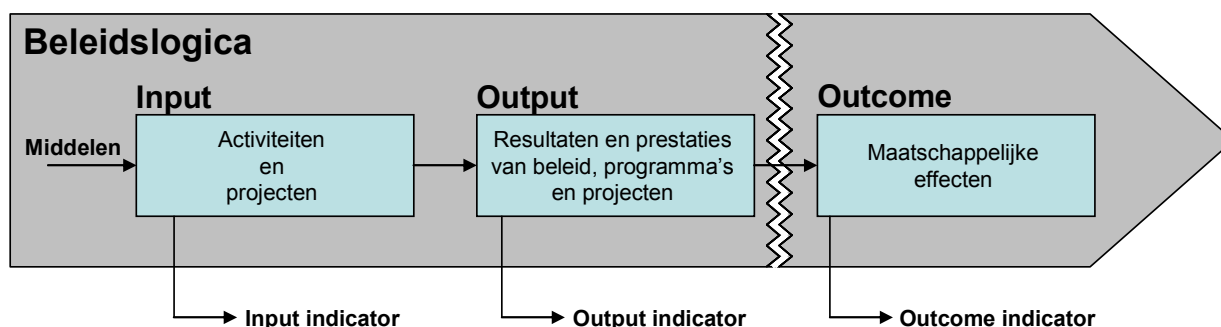 Beleidslogica
Input
Output
Outcome
Middelen
Activiteiten
en
projecten
Resultaten en prestaties
van beleid, programma's
en projecten
Maatschappelijke
effecten
Input indicator
Output indicator
Outcome indicator